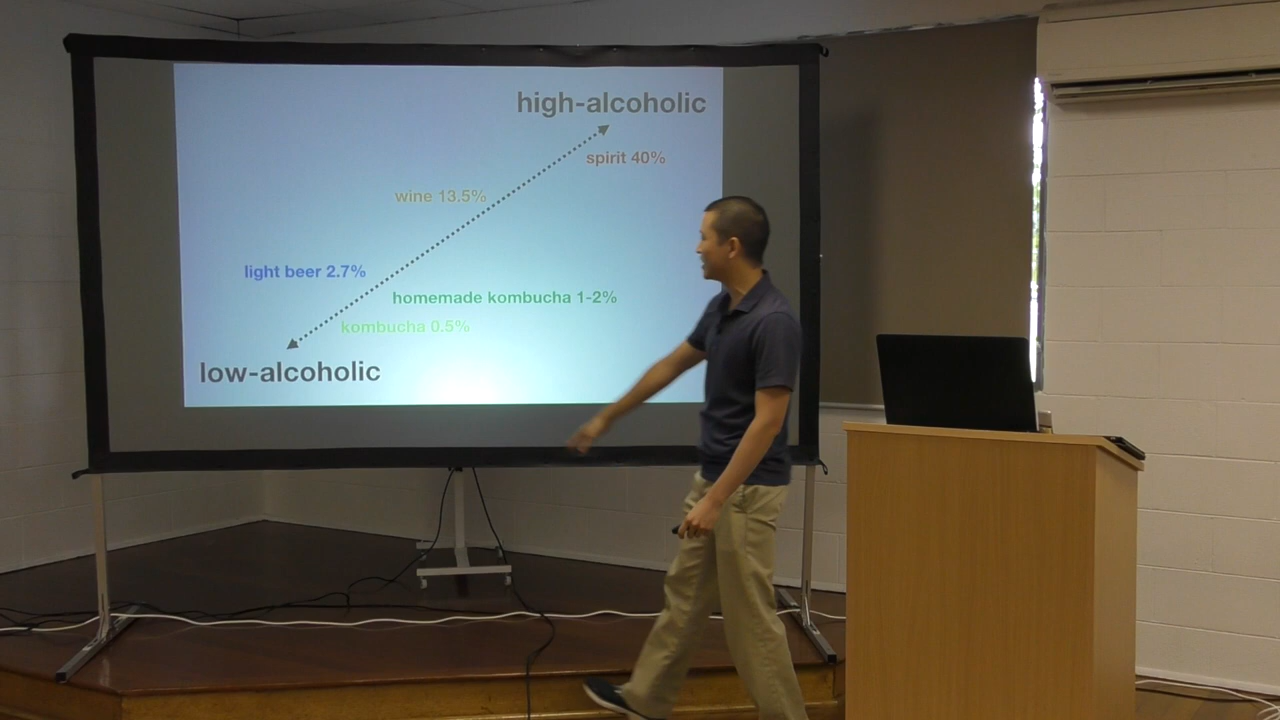 high-alcoholic
spirit 40%
wine 13.5%
light beer 2.7%
homemade kombucha 1-2%
kombucha 0.5%
low-alcoholic